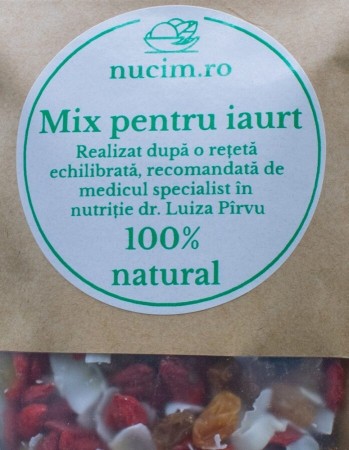 nucim.ro
Mix pentru iaurt
Realizat după o rețetă
echilibrată, recomandată de
medicul specialist în
nutriție dr. Luiza Pîrvu
100%
natural